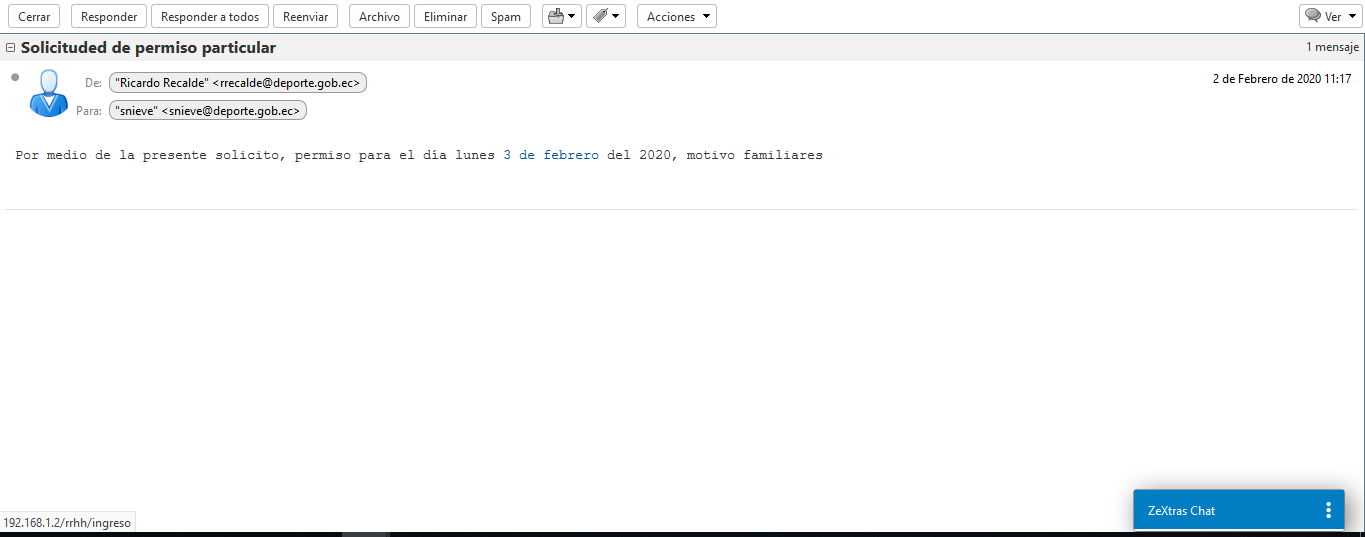 Cerrar Responder Responder a todos Reenviar Archivo Eliminar Spam Acciones Ver
Solicituded de permiso particular 1 mensaje
De: "Ricardo Recalde" <rrecalde@deporte.gob.ec> 2 de Febrero de 2020 11:17
Para: "snieve" <snieve@deporte.gob.ec>
Por medio de la presente solicito, permiso para el día lunes 3 de febrero del 2020, motivo familiares
ZeXtras Chat
192.168.1.2/rrhh/ingreso